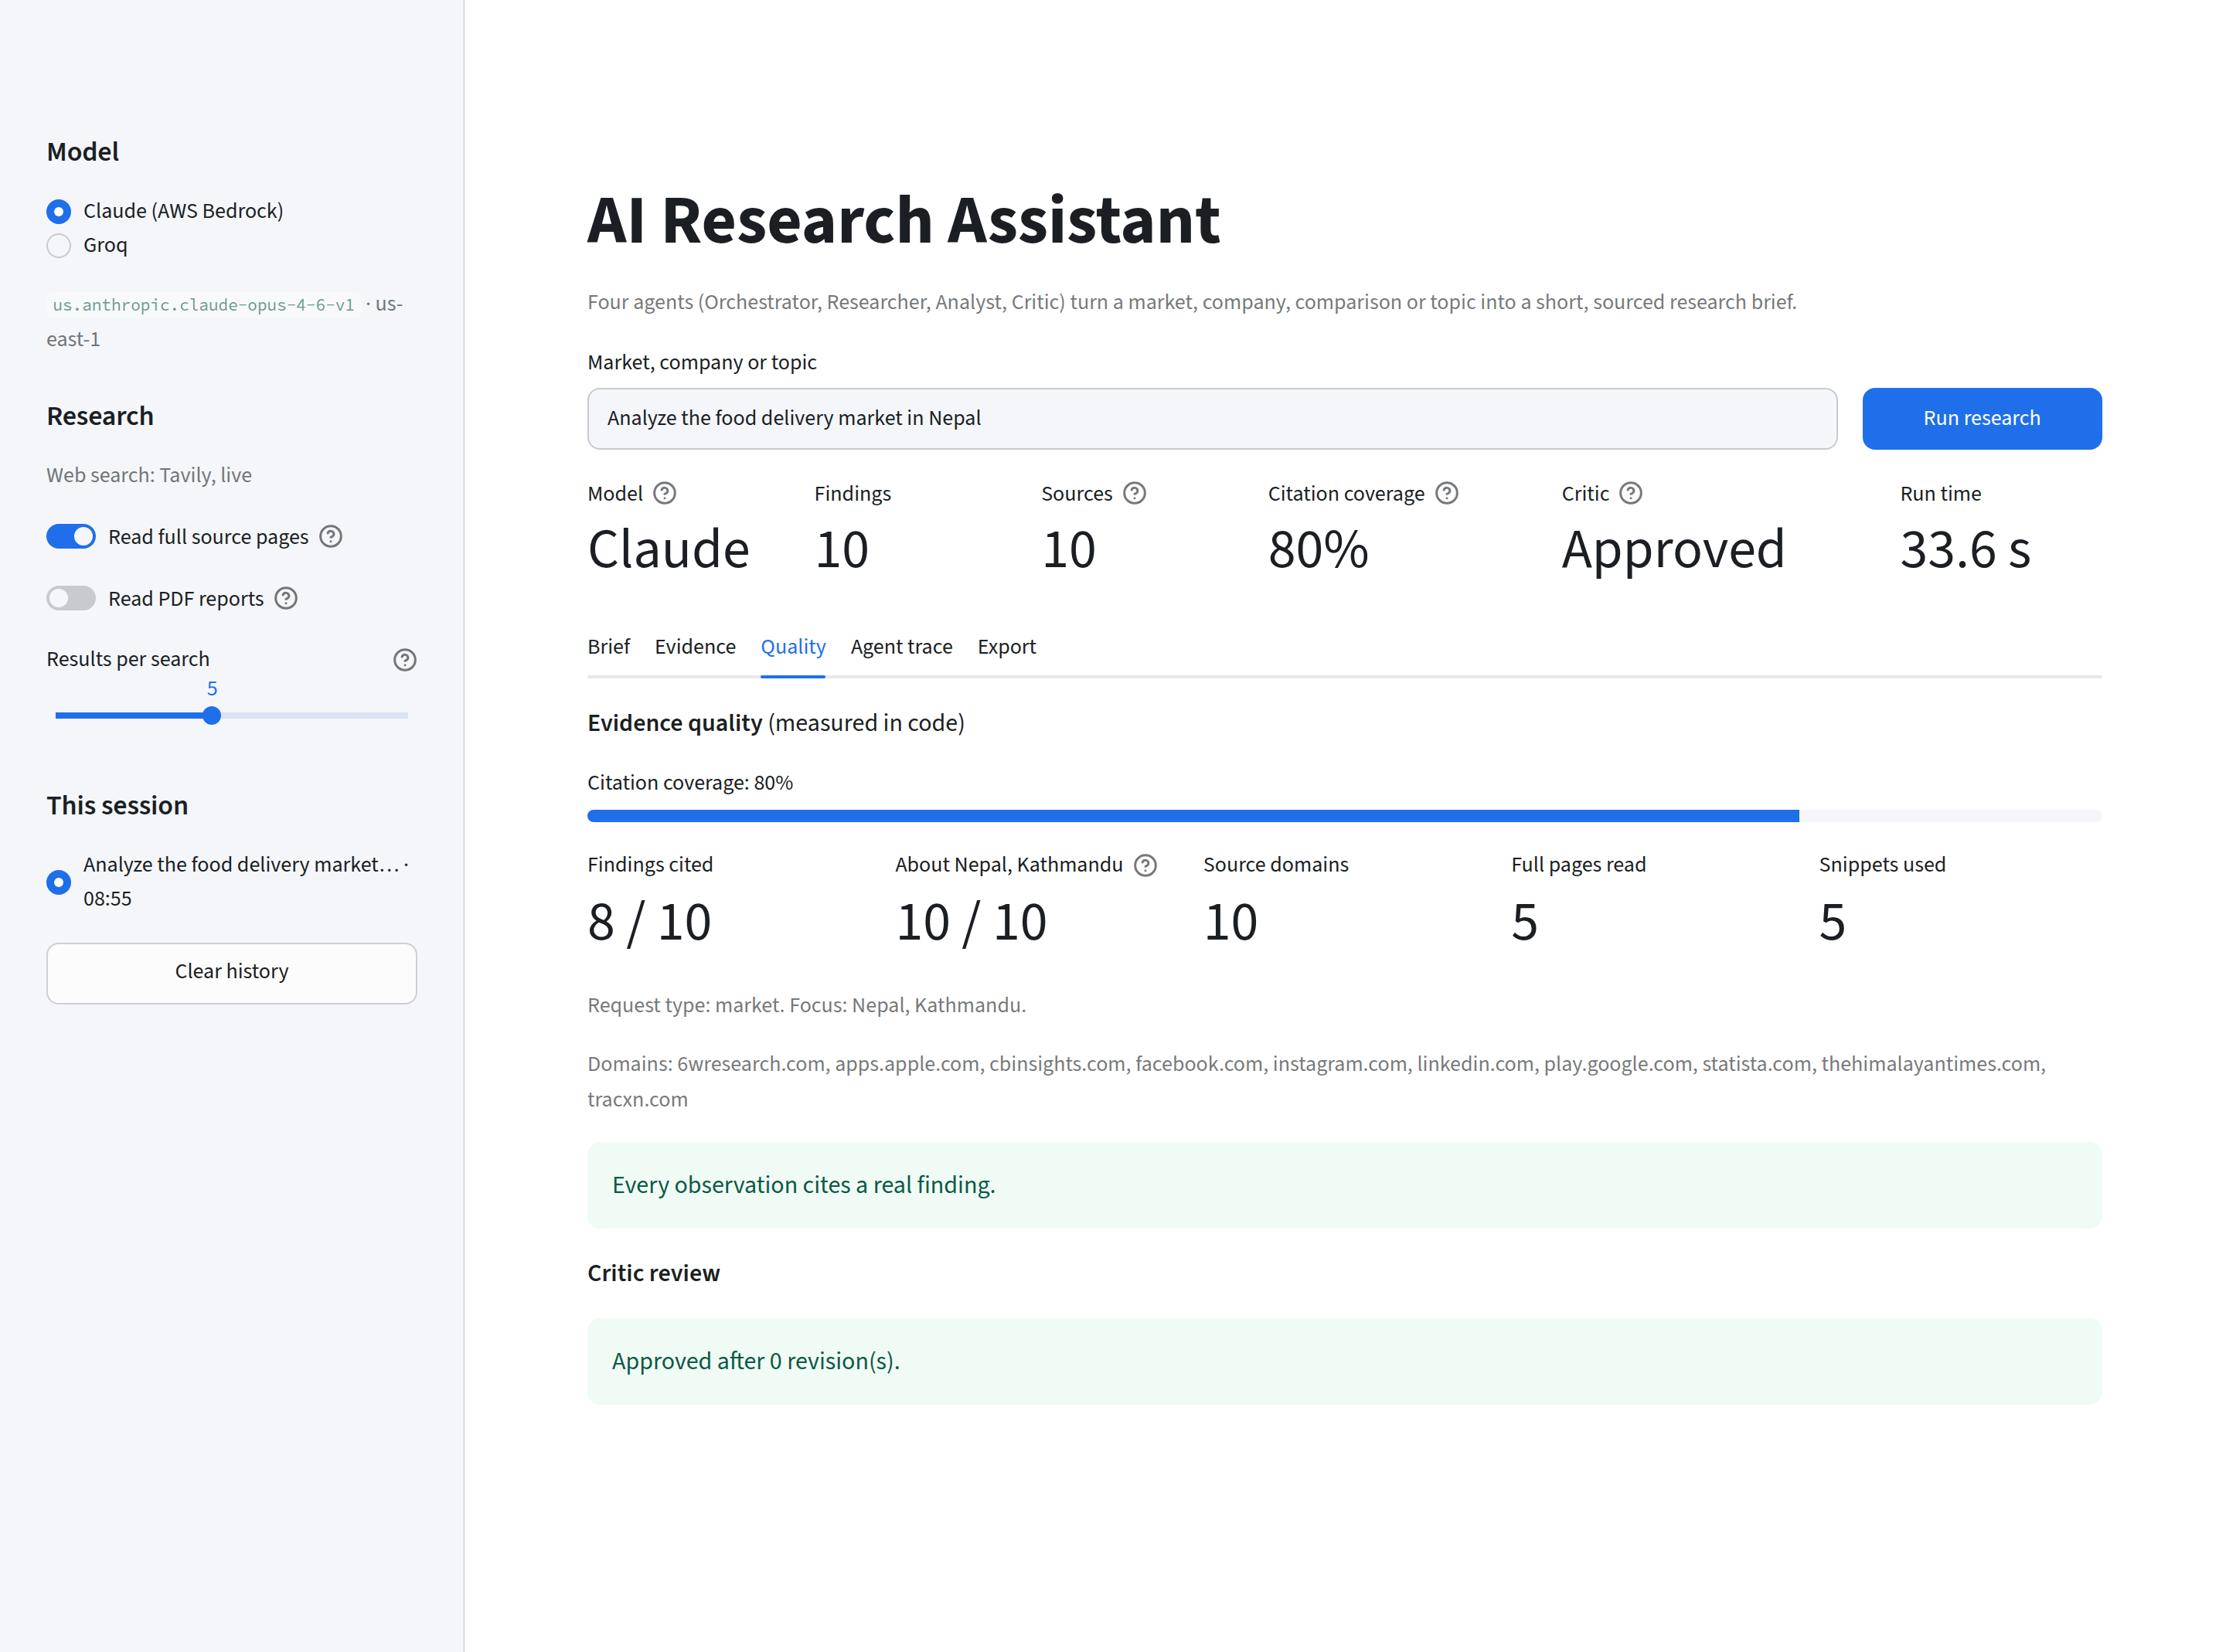 Model
Claude (AWS Bedrock)
Groq
us.anthropic.claude-opus-4-6-v1 · us-
east-1
Research
Web search: Tavily, live
Read full source pages
Read PDF reports
Results per search
5
This session
Analyze the food delivery market… ·
08:55
Clear history
AI Research Assistant
Four agents (Orchestrator, Researcher, Analyst, Critic) turn a market, company, comparison or topic into a short, sourced research brief.
Market, company or topic
Analyze the food delivery market in Nepal
Run research
Model Findings Sources Citation coverage Critic Run time
Claude 10 10 80% Approved 33.6 s
Brief Evidence Quality Agent trace Export
Evidence quality (measured in code)
Citation coverage: 80%
Findings cited About Nepal, Kathmandu Source domains Full pages read Snippets used
8 / 10 10 / 10 10 5 5
Request type: market. Focus: Nepal, Kathmandu.
Domains: 6wresearch.com, apps.apple.com, cbinsights.com, facebook.com, instagram.com, linkedin.com, play.google.com, statista.com, thehimalayantimes.com,
tracxn.com
Every observation cites a real finding.
Critic review
Approved after 0 revision(s).